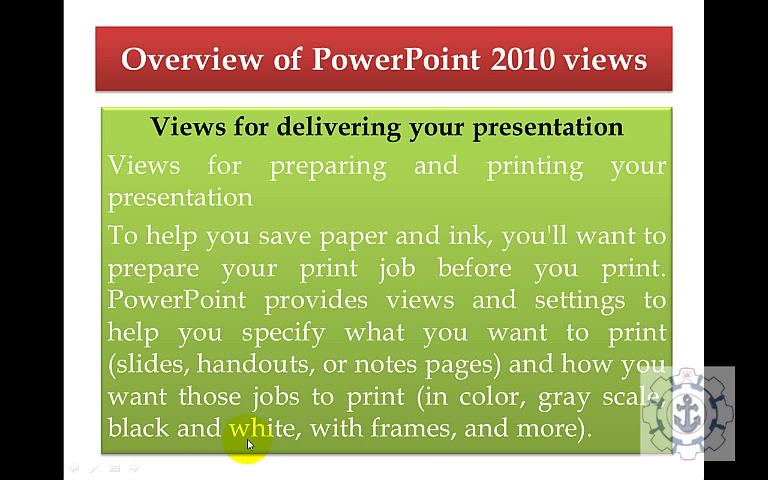 Overview of PowerPoint 2010 views
Views for delivering your presentation
Views for preparing and printing your
presentation
To help you save paper and ink, you'll want to
prepare your print job before you print.
PowerPoint provides views and settings to
help you specify what you want to print
(slides, handouts, or notes pages) and how you
want those jobs to print (in color, gray scale,
black and white, with frames, and more).